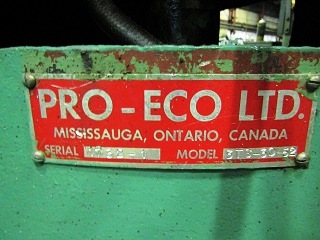 PRO-ECO LTD.
MISSISSAUGA, ONTARIO, CANADA
SERIAL MODEL